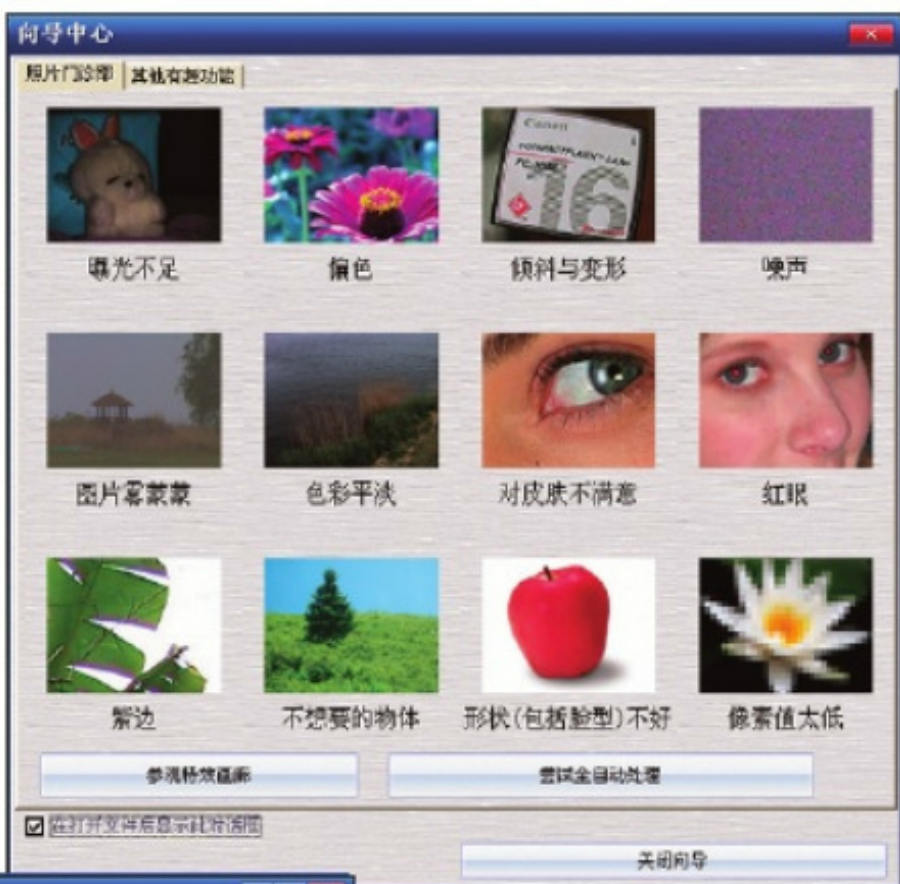 向导中心
照片门诊部 其他有趣功能
Canon
16
曝光不足 偏色 倾斜与变形 噪声
图片雾蒙蒙 色彩平淡 对皮肤不满意 红眼
紫边 不想要的物体 形状(包括脸型)不好 像素值太低
参观特效画廊 尝试全自动处理
在打开文件后显示此对话框
关闭向导